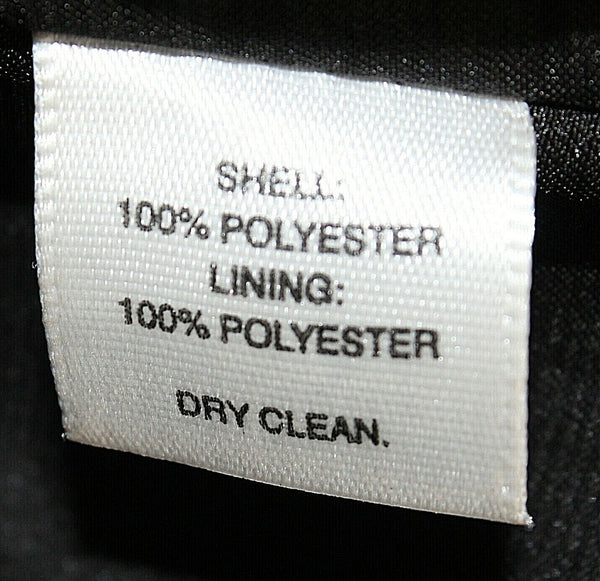 SHELL:
100% POLYESTER
LINING:
100% POLYESTER
DRY CLEAN.